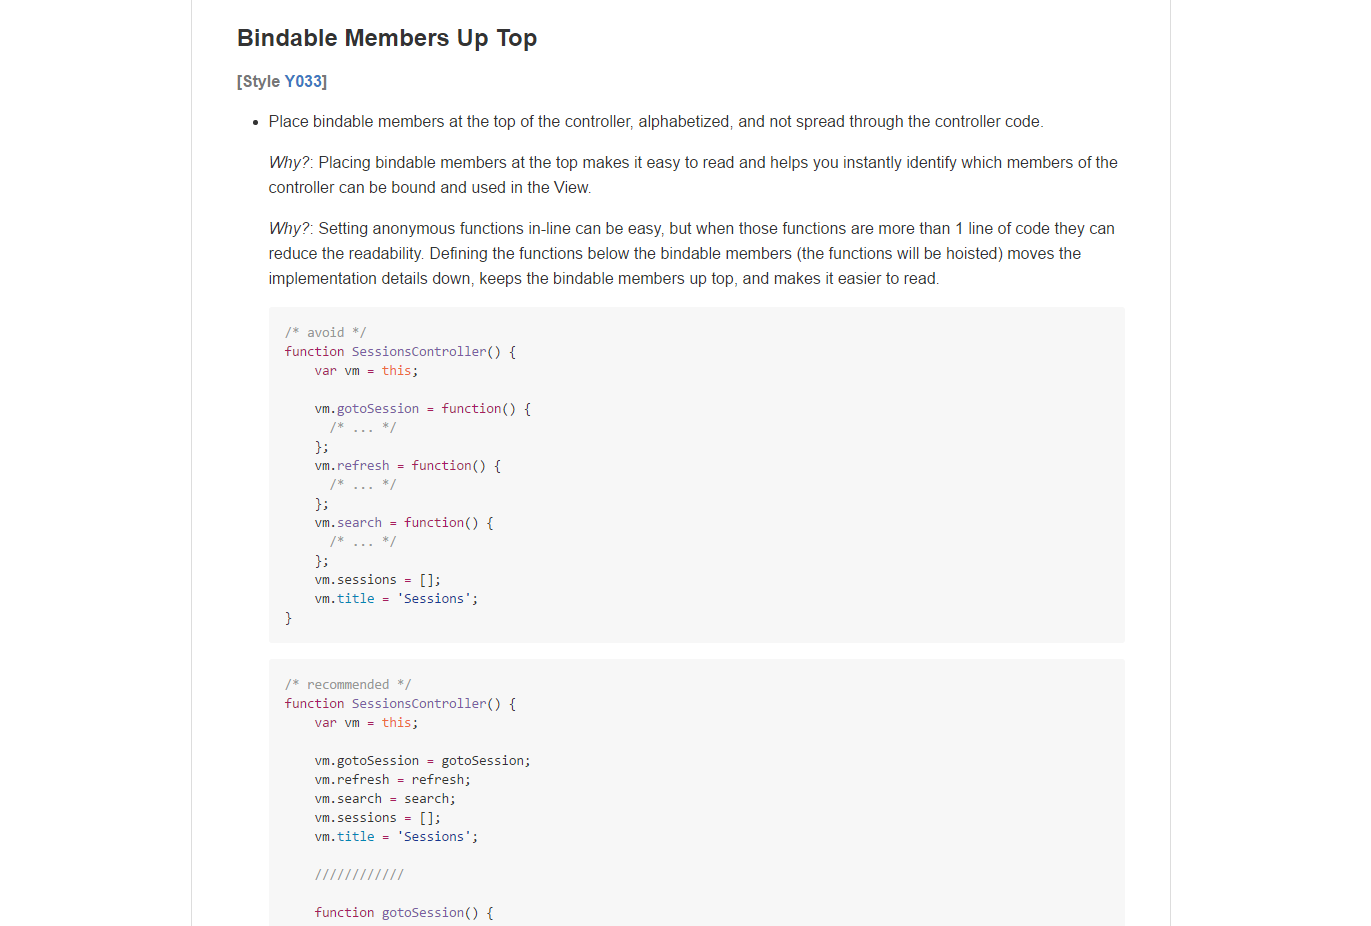 Bindable Members Up Top
[Style Y033]
• Place bindable members at the top of the controller, alphabetized, and not spread through the controller code.
Why?: Placing bindable members at the top makes it easy to read and helps you instantly identify which members of the
controller can be bound and used in the View.
Why?: Setting anonymous functions in-line can be easy, but when those functions are more than 1 line of code they can
reduce the readability. Defining the functions below the bindable members (the functions will be hoisted) moves the
implementation details down, keeps the bindable members up top, and makes it easier to read.
/* avoid */
function SessionsController() {
    var vm = this;
    vm.gotoSession = function() {
      /* ... */
    };
    vm.refresh = function() {
      /* ... */
    };
    vm.search = function() {
      /* ... */
    };
    vm.sessions = [];
    vm.title = 'Sessions';
}
/* recommended */
function SessionsController() {
    var vm = this;
    vm.gotoSession = gotoSession;
    vm.refresh = refresh;
    vm.search = search;
    vm.sessions = [];
    vm.title = 'Sessions';
    ////////////
    function gotoSession() {